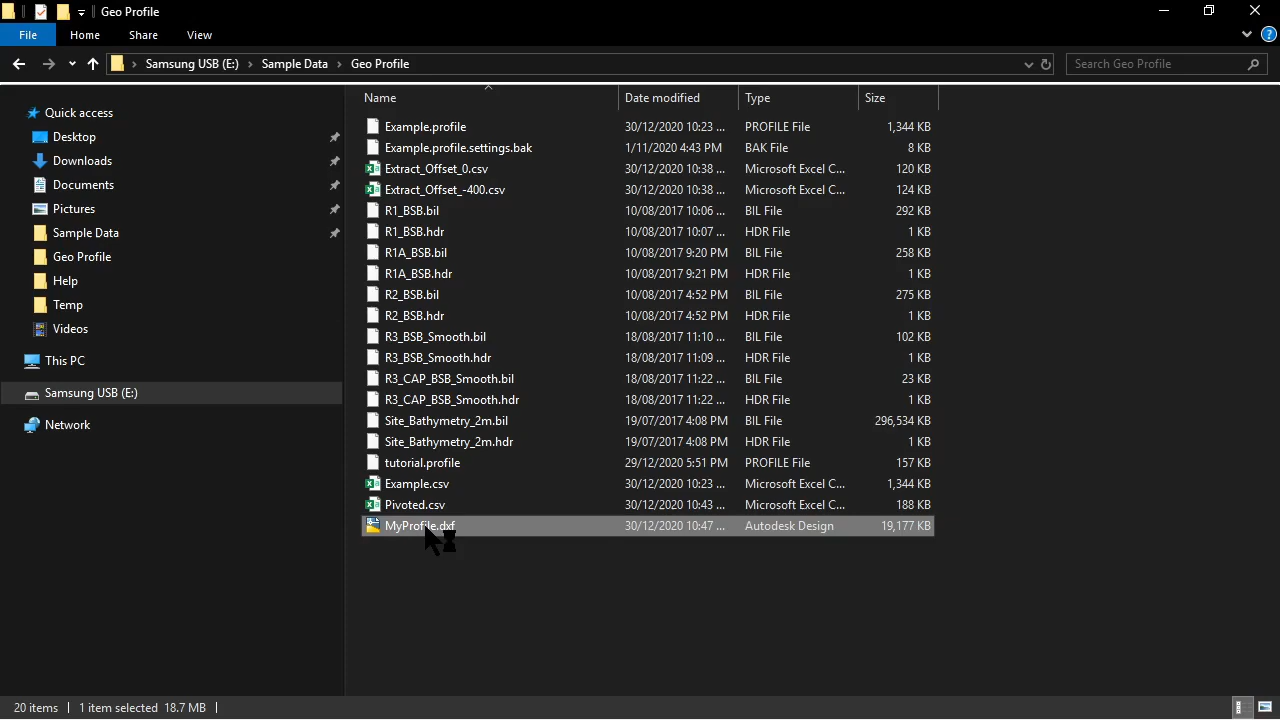 Geo Profile
File Home Share View
Samsung USB (E:) Sample Data Geo Profile Search Geo Profile
Name Date modified Type Size
Quick access
Desktop
Downloads
Documents
Pictures
Sample Data
Geo Profile
Help
Temp
Videos
This PC
Samsung USB (E:)
Network
Example.profile 30/12/2020 10:23 ... PROFILE File 1,344 KB
Example.profile.settings.bak 1/11/2020 4:43 PM BAK File 8 KB
Extract_Offset_0.csv 30/12/2020 10:38 ... Microsoft Excel C... 120 KB
Extract_Offset_-400.csv 30/12/2020 10:38 ... Microsoft Excel C... 124 KB
R1_BSB.bil 10/08/2017 10:06 ... BIL File 292 KB
R1_BSB.hdr 10/08/2017 10:07 ... HDR File 1 KB
R1A_BSB.bil 10/08/2017 9:20 PM BIL File 258 KB
R1A_BSB.hdr 10/08/2017 9:21 PM HDR File 1 KB
R2_BSB.bil 10/08/2017 4:52 PM BIL File 275 KB
R2_BSB.hdr 10/08/2017 4:52 PM HDR File 1 KB
R3_BSB_Smooth.bil 18/08/2017 11:10 ... BIL File 102 KB
R3_BSB_Smooth.hdr 18/08/2017 11:09 ... HDR File 1 KB
R3_CAP_BSB_Smooth.bil 18/08/2017 11:22 ... BIL File 23 KB
R3_CAP_BSB_Smooth.hdr 18/08/2017 11:22 ... HDR File 1 KB
Site_Bathymetry_2m.bil 19/07/2017 4:08 PM BIL File 296,534 KB
Site_Bathymetry_2m.hdr 19/07/2017 4:08 PM HDR File 1 KB
tutorial.profile 29/12/2020 5:51 PM PROFILE File 157 KB
Example.csv 30/12/2020 10:23 ... Microsoft Excel C... 1,344 KB
Pivoted.csv 30/12/2020 10:43 ... Microsoft Excel C... 188 KB
MyProfile.dxf 30/12/2020 10:47 ... Autodesk Design 19,177 KB
20 items 1 item selected 18.7 MB